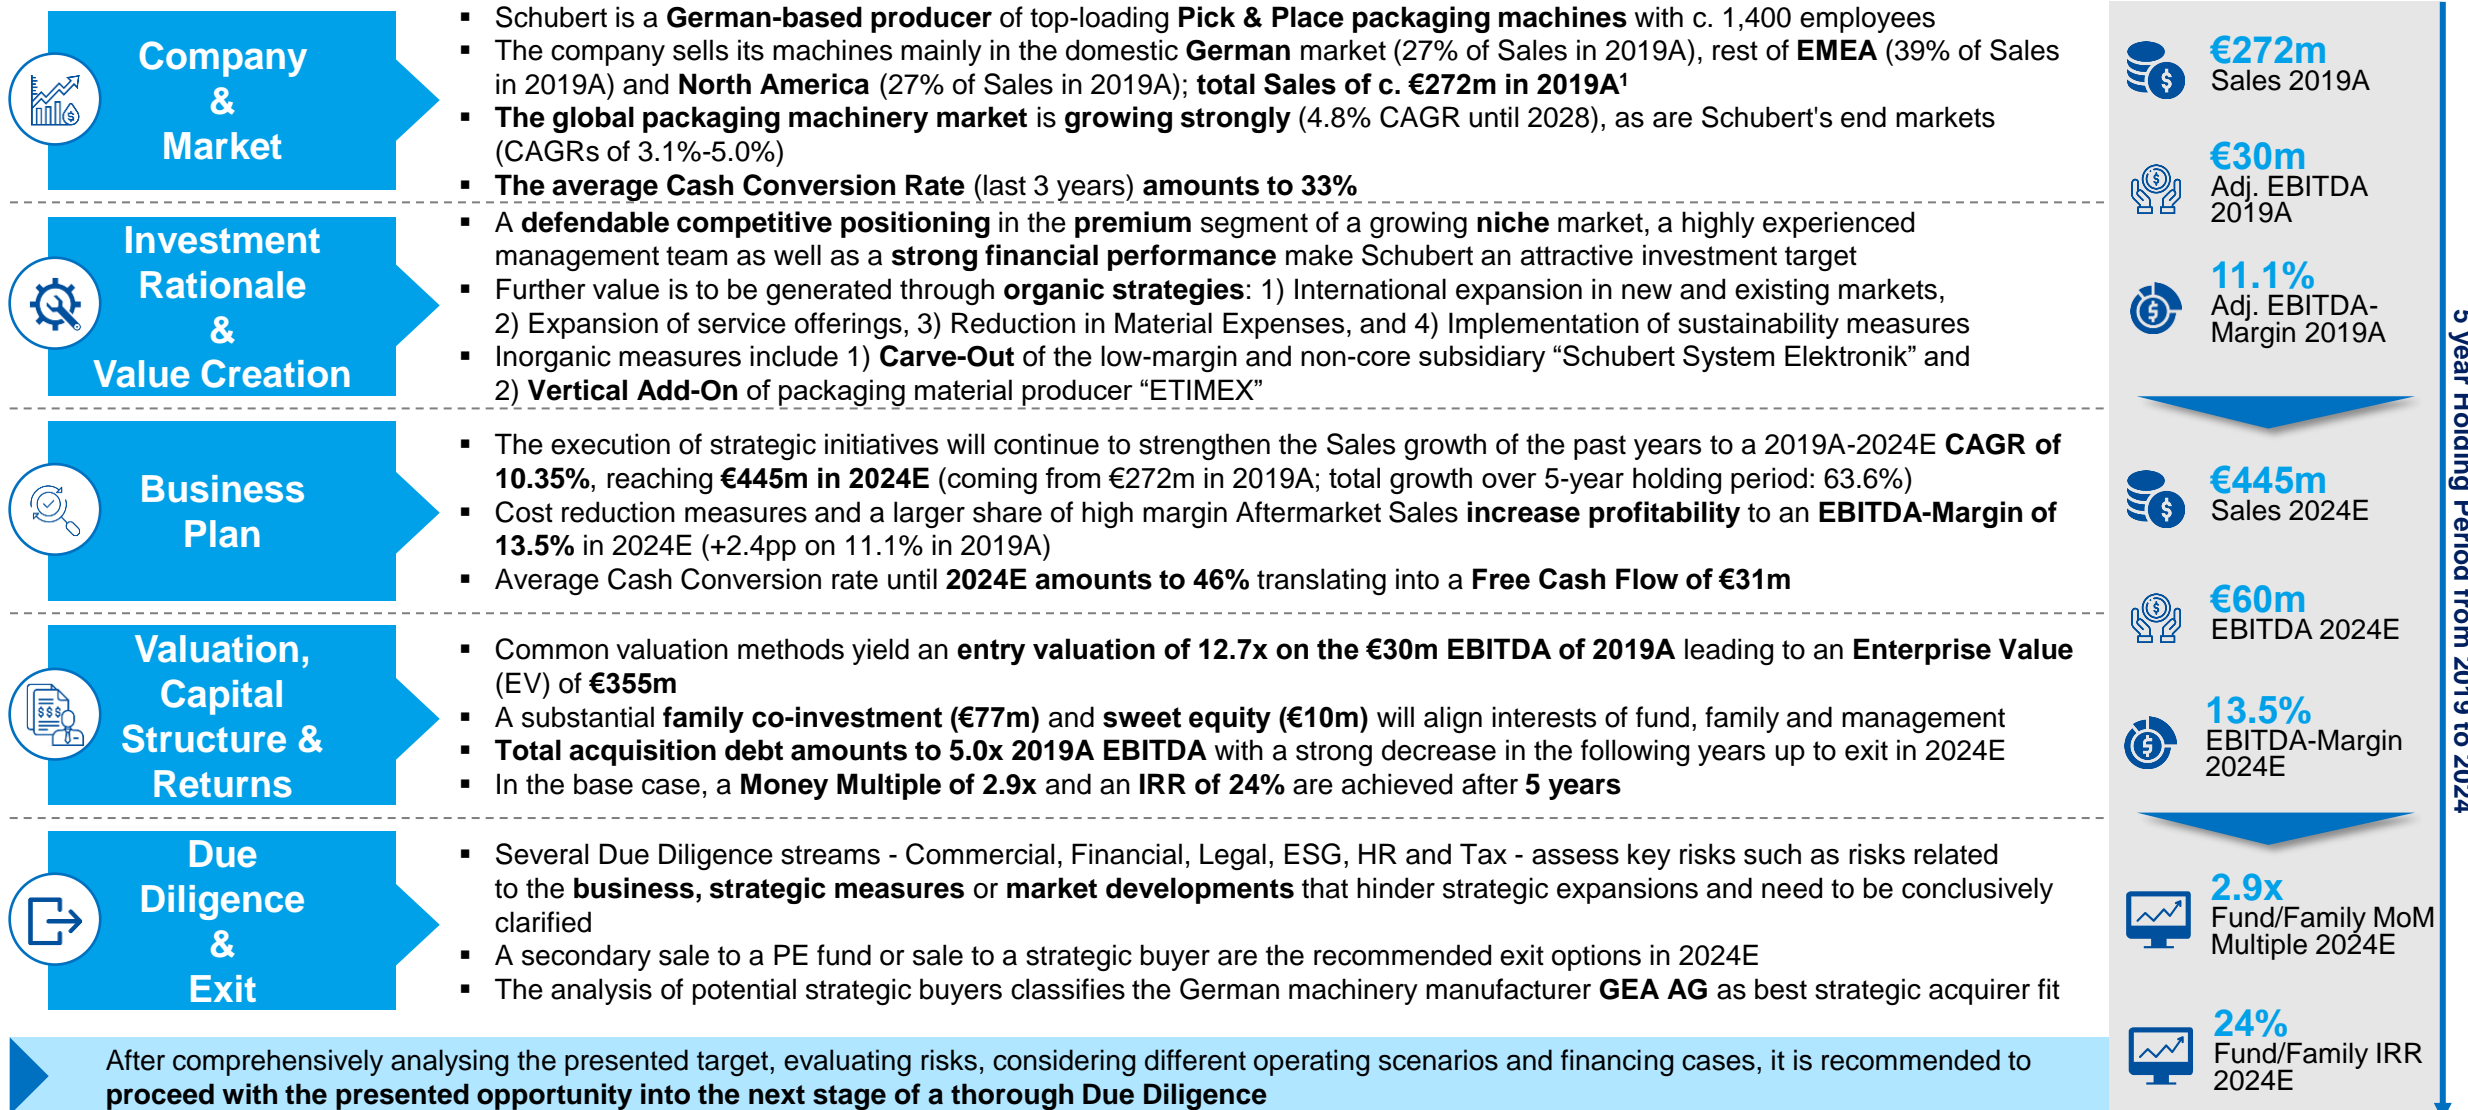 Company
&
Market
▪ Schubert is a German-based producer of top-loading Pick & Place packaging machines with c. 1,400 employees
▪ The company sells its machines mainly in the domestic German market (27% of Sales in 2019A), rest of EMEA (39% of Sales
in 2019A) and North America (27% of Sales in 2019A); total Sales of c. €272m in 2019A¹
▪ The global packaging machinery market is growing strongly (4.8% CAGR until 2028), as are Schubert's end markets
(CAGRs of 3.1%-5.0%)
▪ The average Cash Conversion Rate (last 3 years) amounts to 33%
Investment
Rationale
&
Value Creation
▪ A defendable competitive positioning in the premium segment of a growing niche market, a highly experienced
management team as well as a strong financial performance make Schubert an attractive investment target
▪ Further value is to be generated through organic strategies: 1) International expansion in new and existing markets,
2) Expansion of service offerings, 3) Reduction in Material Expenses, and 4) Implementation of sustainability measures
▪ Inorganic measures include 1) Carve-Out of the low-margin and non-core subsidiary “Schubert System Elektronik” and
2) Vertical Add-On of packaging material producer “ETIMEX”
Business
Plan
▪ The execution of strategic initiatives will continue to strengthen the Sales growth of the past years to a 2019A-2024E CAGR of
10.35%, reaching €445m in 2024E (coming from €272m in 2019A; total growth over 5-year holding period: 63.6%)
▪ Cost reduction measures and a larger share of high margin Aftermarket Sales increase profitability to an EBITDA-Margin of
13.5% in 2024E (+2.4pp on 11.1% in 2019A)
▪ Average Cash Conversion rate until 2024E amounts to 46% translating into a Free Cash Flow of €31m
Valuation,
Capital
Structure &
Returns
▪ Common valuation methods yield an entry valuation of 12.7x on the €30m EBITDA of 2019A leading to an Enterprise Value
(EV) of €355m
▪ A substantial family co-investment (€77m) and sweet equity (€10m) will align interests of fund, family and management
▪ Total acquisition debt amounts to 5.0x 2019A EBITDA with a strong decrease in the following years up to exit in 2024E
▪ In the base case, a Money Multiple of 2.9x and an IRR of 24% are achieved after 5 years
Due
Diligence
&
Exit
▪ Several Due Diligence streams - Commercial, Financial, Legal, ESG, HR and Tax - assess key risks such as risks related
to the business, strategic measures or market developments that hinder strategic expansions and need to be conclusively
clarified
▪ A secondary sale to a PE fund or sale to a strategic buyer are the recommended exit options in 2024E
▪ The analysis of potential strategic buyers classifies the German machinery manufacturer GEA AG as best strategic acquirer fit
After comprehensively analysing the presented target, evaluating risks, considering different operating scenarios and financing cases, it is recommended to
proceed with the presented opportunity into the next stage of a thorough Due Diligence
€272m
Sales 2019A
€30m
Adj. EBITDA
2019A
11.1%
Adj. EBITDA-
Margin 2019A
€445m
Sales 2024E
€60m
EBITDA 2024E
13.5%
EBITDA-Margin
2024E
2.9x
Fund/Family MoM
Multiple 2024E
24%
Fund/Family IRR
2024E
5 year Holding Period from 2019 to 2024